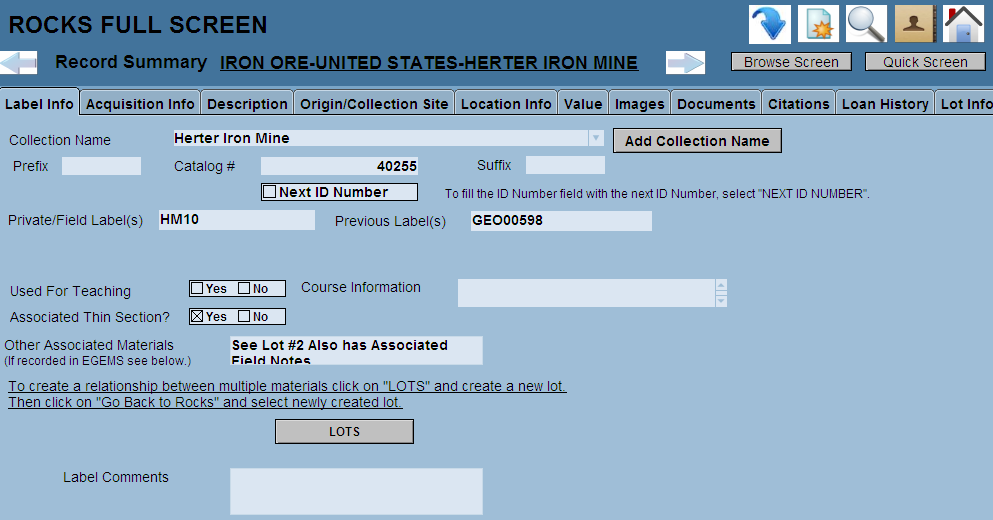 ROCKS FULL SCREEN
Record Summary IRON ORE-UNITED STATES-HERTER IRON MINE
Browse Screen Quick Screen
Label Info Acquisition Info Description Origin/Collection Site Location Info Value Images Documents Citations Loan History Lot Info
Collection Name Herter Iron Mine Add Collection Name
Prefix Catalog # 40255 Suffix
Next ID Number To fill the ID Number field with the next ID Number, select "NEXT ID NUMBER".
Private/Field Label(s) HM10 Previous Label(s) GEO00598
Used For Teaching Yes No Course Information
Associated Thin Section? Yes No
Other Associated Materials See Lot #2 Also has Associated
(If recorded in EGEMS see below.) Field Notes
To create a relationship between multiple materials click on "LOTS" and create a new lot.
Then click on "Go Back to Rocks" and select newly created lot.
LOTS
Label Comments